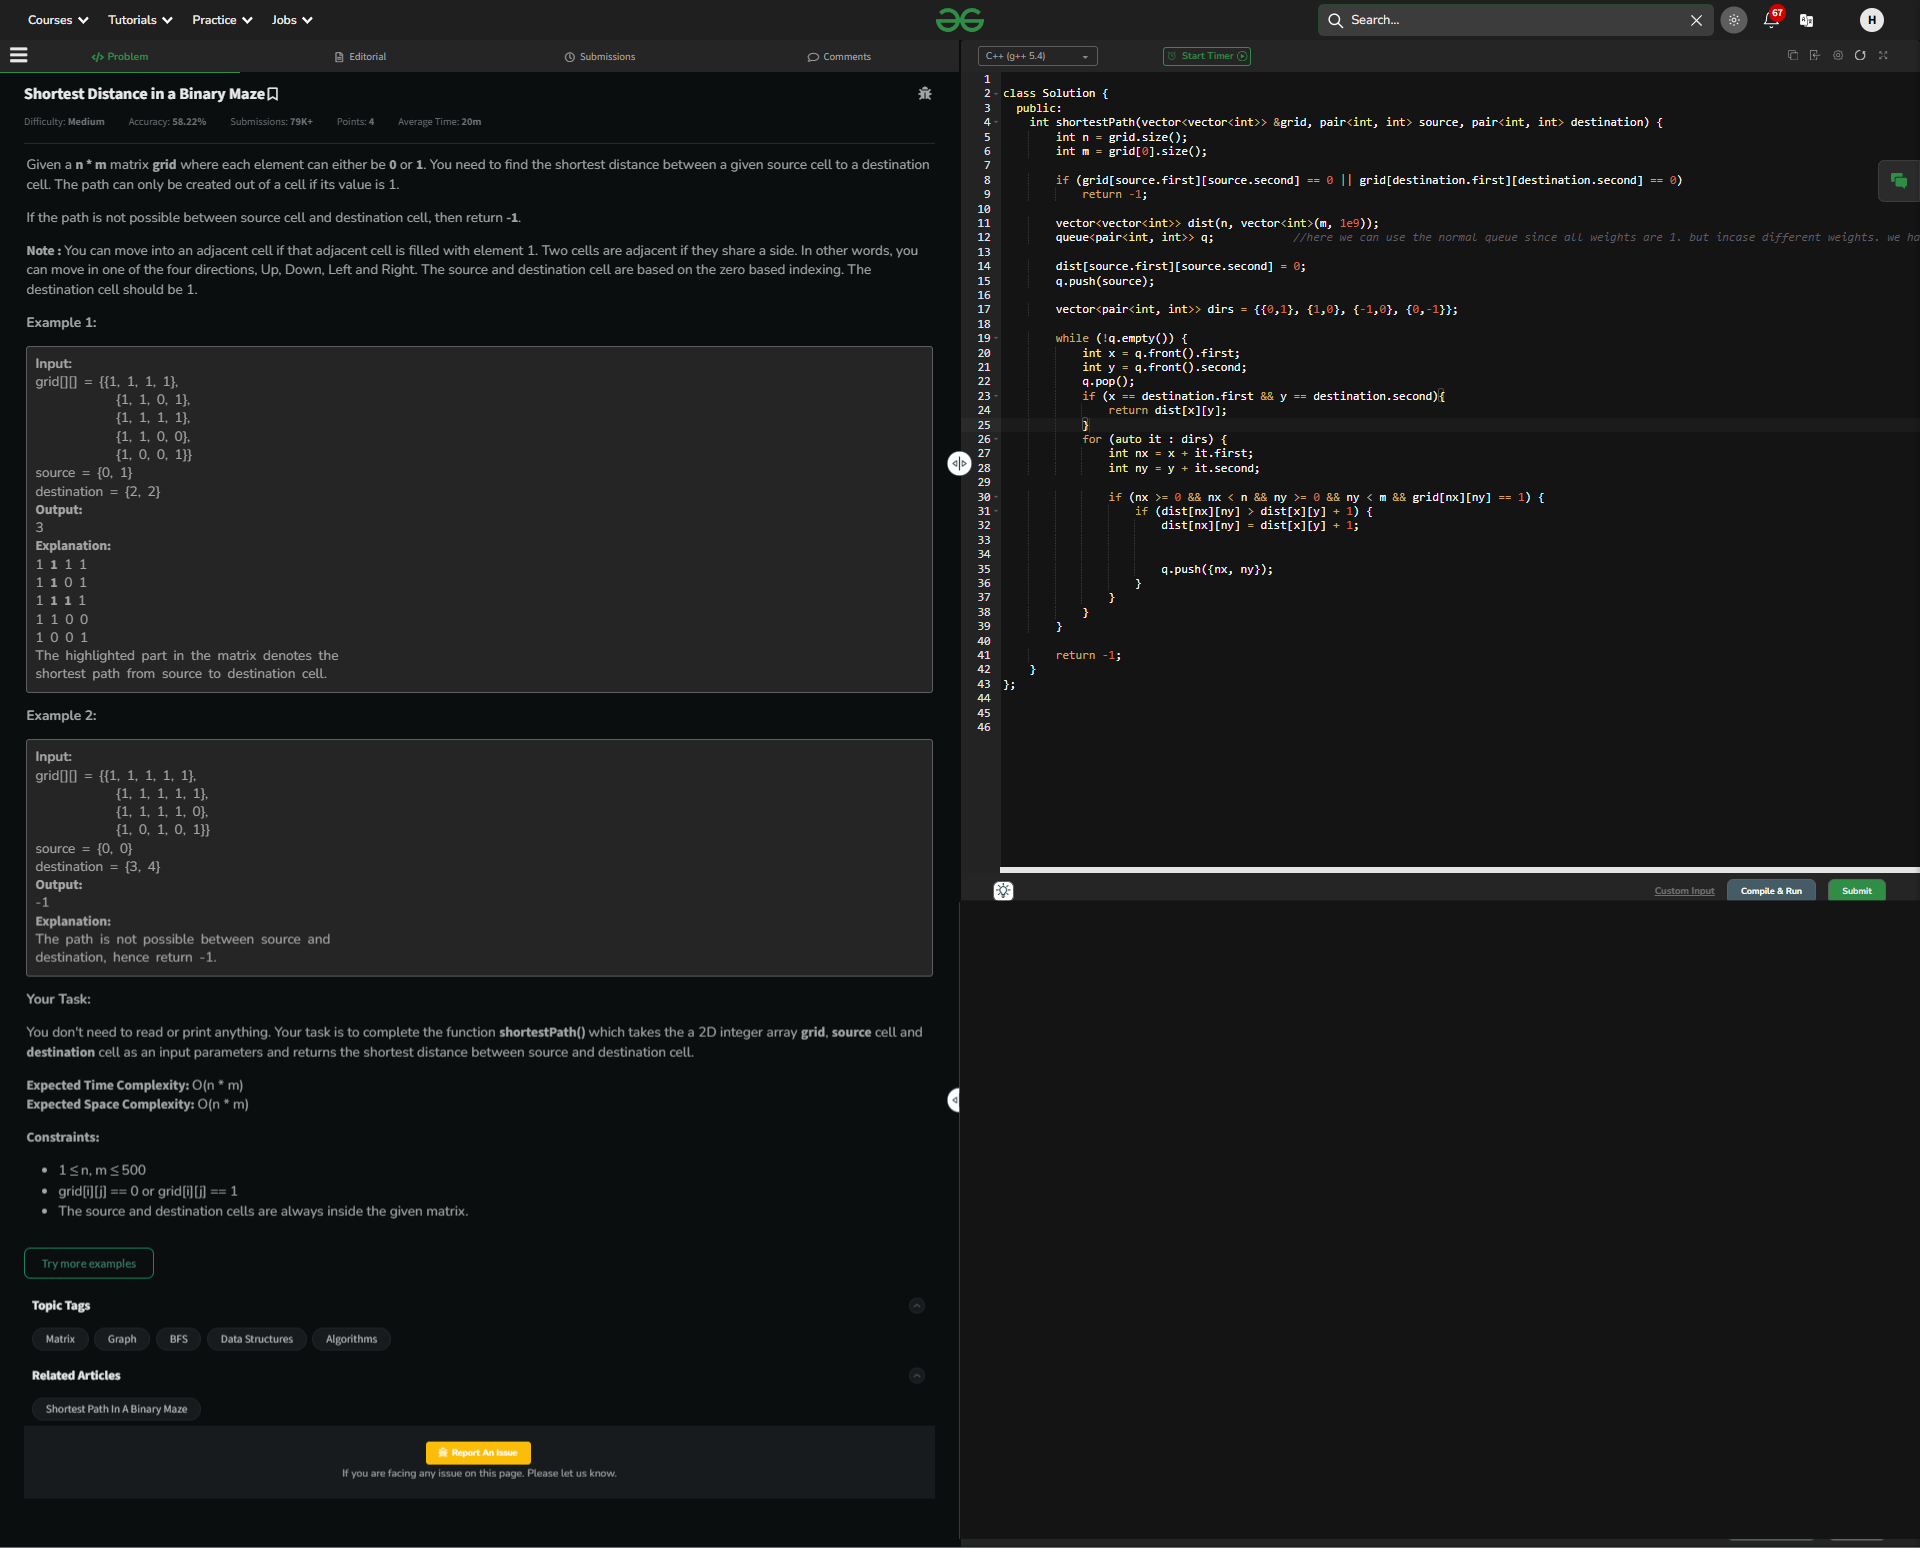 Courses Tutorials Practice Jobs
Search...
67
H
Problem Editorial Submissions Comments
C++ (g++ 5.4) Start Timer
Shortest Distance in a Binary Maze
Difficulty: Medium Accuracy: 58.22% Submissions: 79K+ Points: 4 Average Time: 20m
Given a n * m matrix grid where each element can either be 0 or 1. You need to find the shortest distance between a given source cell to a destination
cell. The path can only be created out of a cell if its value is 1.
If the path is not possible between source cell and destination cell, then return -1.
Note : You can move into an adjacent cell if that adjacent cell is filled with element 1. Two cells are adjacent if they share a side. In other words, you
can move in one of the four directions, Up, Down, Left and Right. The source and destination cell are based on the zero based indexing. The
destination cell should be 1.
Example 1:
Input:
grid[][] = {{1, 1, 1, 1},
{1, 1, 0, 1},
{1, 1, 1, 1},
{1, 1, 0, 0},
{1, 0, 0, 1}}
source = {0, 1}
destination = {2, 2}
Output:
3
Explanation:
1 1 1 1
1 1 0 1
1 1 1 1
1 1 0 0
1 0 0 1
The highlighted part in the matrix denotes the
shortest path from source to destination cell.
Example 2:
Input:
grid[][] = {{1, 1, 1, 1, 1},
{1, 1, 1, 1, 1},
{1, 1, 1, 1, 0},
{1, 0, 1, 0, 1}}
source = {0, 0}
destination = {3, 4}
Output:
-1
Explanation:
The path is not possible between source and
destination, hence return -1.
Your Task:
You don't need to read or print anything. Your task is to complete the function shortestPath() which takes the a 2D integer array grid, source cell and
destination cell as an input parameters and returns the shortest distance between source and destination cell.
Expected Time Complexity: O(n * m)
Expected Space Complexity: O(n * m)
Constraints:
• 1 ≤ n, m ≤ 500
• grid[i][j] == 0 or grid[i][j] == 1
• The source and destination cells are always inside the given matrix.
Try more examples
Topic Tags
Matrix Graph BFS Data Structures Algorithms
Related Articles
Shortest Path In A Binary Maze
Report An Issue
If you are facing any issue on this page. Please let us know.
1
2 class Solution {
3 public:
4 int shortestPath(vector<vector<int>> &grid, pair<int, int> source, pair<int, int> destination) {
5 int n = grid.size();
6 int m = grid[0].size();
7
8 if (grid[source.first][source.second] == 0 || grid[destination.first][destination.second] == 0)
9 return -1;
10
11 vector<vector<int>> dist(n, vector<int>(m, 1e9));
12 queue<pair<int, int>> q; //here we can use the normal queue since all weights are 1. but incase different weights. we ha
13
14 dist[source.first][source.second] = 0;
15 q.push(source);
16
17 vector<pair<int, int>> dirs = {{0,1}, {1,0}, {-1,0}, {0,-1}};
18
19 while (!q.empty()) {
20 int x = q.front().first;
21 int y = q.front().second;
22 q.pop();
23 if (x == destination.first && y == destination.second){
24 return dist[x][y];
25 }
26 for (auto it : dirs) {
27 int nx = x + it.first;
28 int ny = y + it.second;
29
30 if (nx >= 0 && nx < n && ny >= 0 && ny < m && grid[nx][ny] == 1) {
31 if (dist[nx][ny] > dist[x][y] + 1) {
32 dist[nx][ny] = dist[x][y] + 1;
33
34
35 q.push({nx, ny});
36 }
37 }
38 }
39 }
40
41 return -1;
42 }
43 };
44
45
46
Custom Input Compile & Run Submit